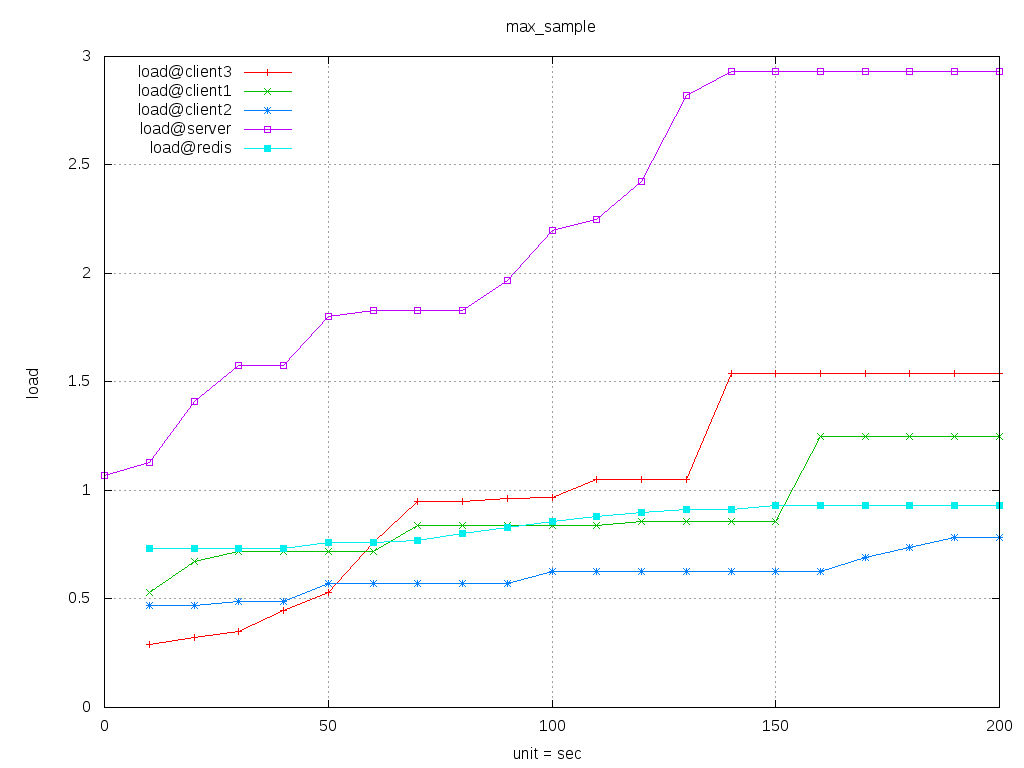 max_sample
load@client3
load@client1
load@client2
load@server
load@redis
3
2.5
2
1.5
1
0.5
0
load
0 50 100 150 200
unit = sec